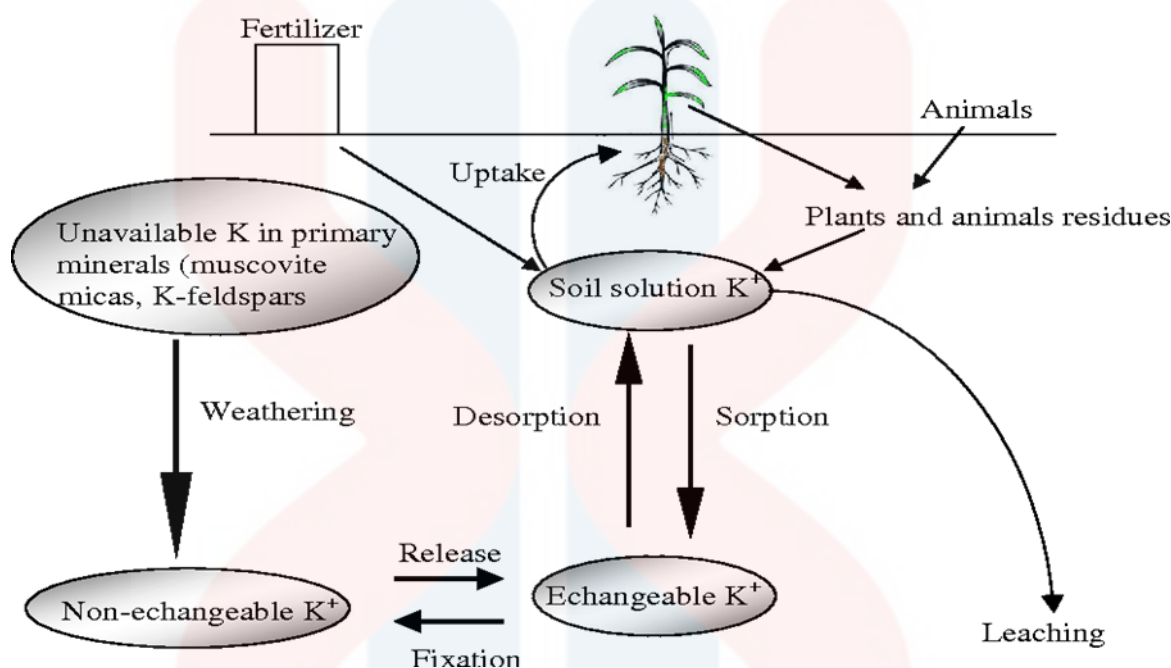 Fertilizer
Animals
Uptake
Plants and animals residues
Unavailable K in primary
minerals (muscovite
micas, K-feldspars
Soil solution K⁺
Weathering
Desorption
Sorption
Release
Non-echangeable K⁺
Echangeable K⁺
Fixation
Leaching